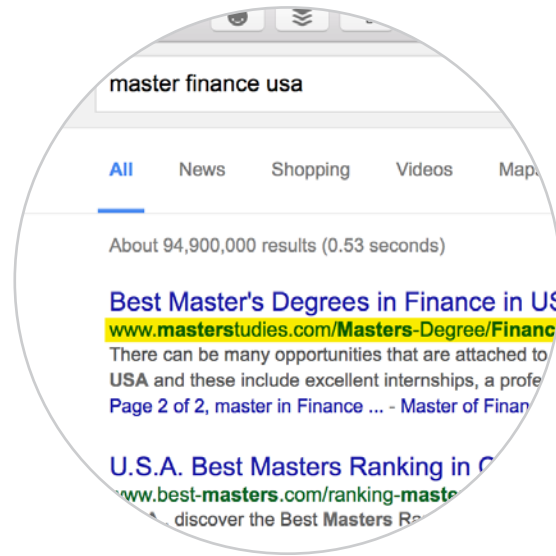 master finance usa
All News Shopping Videos Maps
About 94,900,000 results (0.53 seconds)
Best Master's Degrees in Finance in US
www.masterstudies.com/Masters-Degree/Financ
There can be many opportunities that are attached to
USA and these include excellent internships, a profe
Page 2 of 2, master in Finance ... - Master of Finan
U.S.A. Best Masters Ranking in
www.best-masters.com/ranking-maste
discover the Best Masters Ra